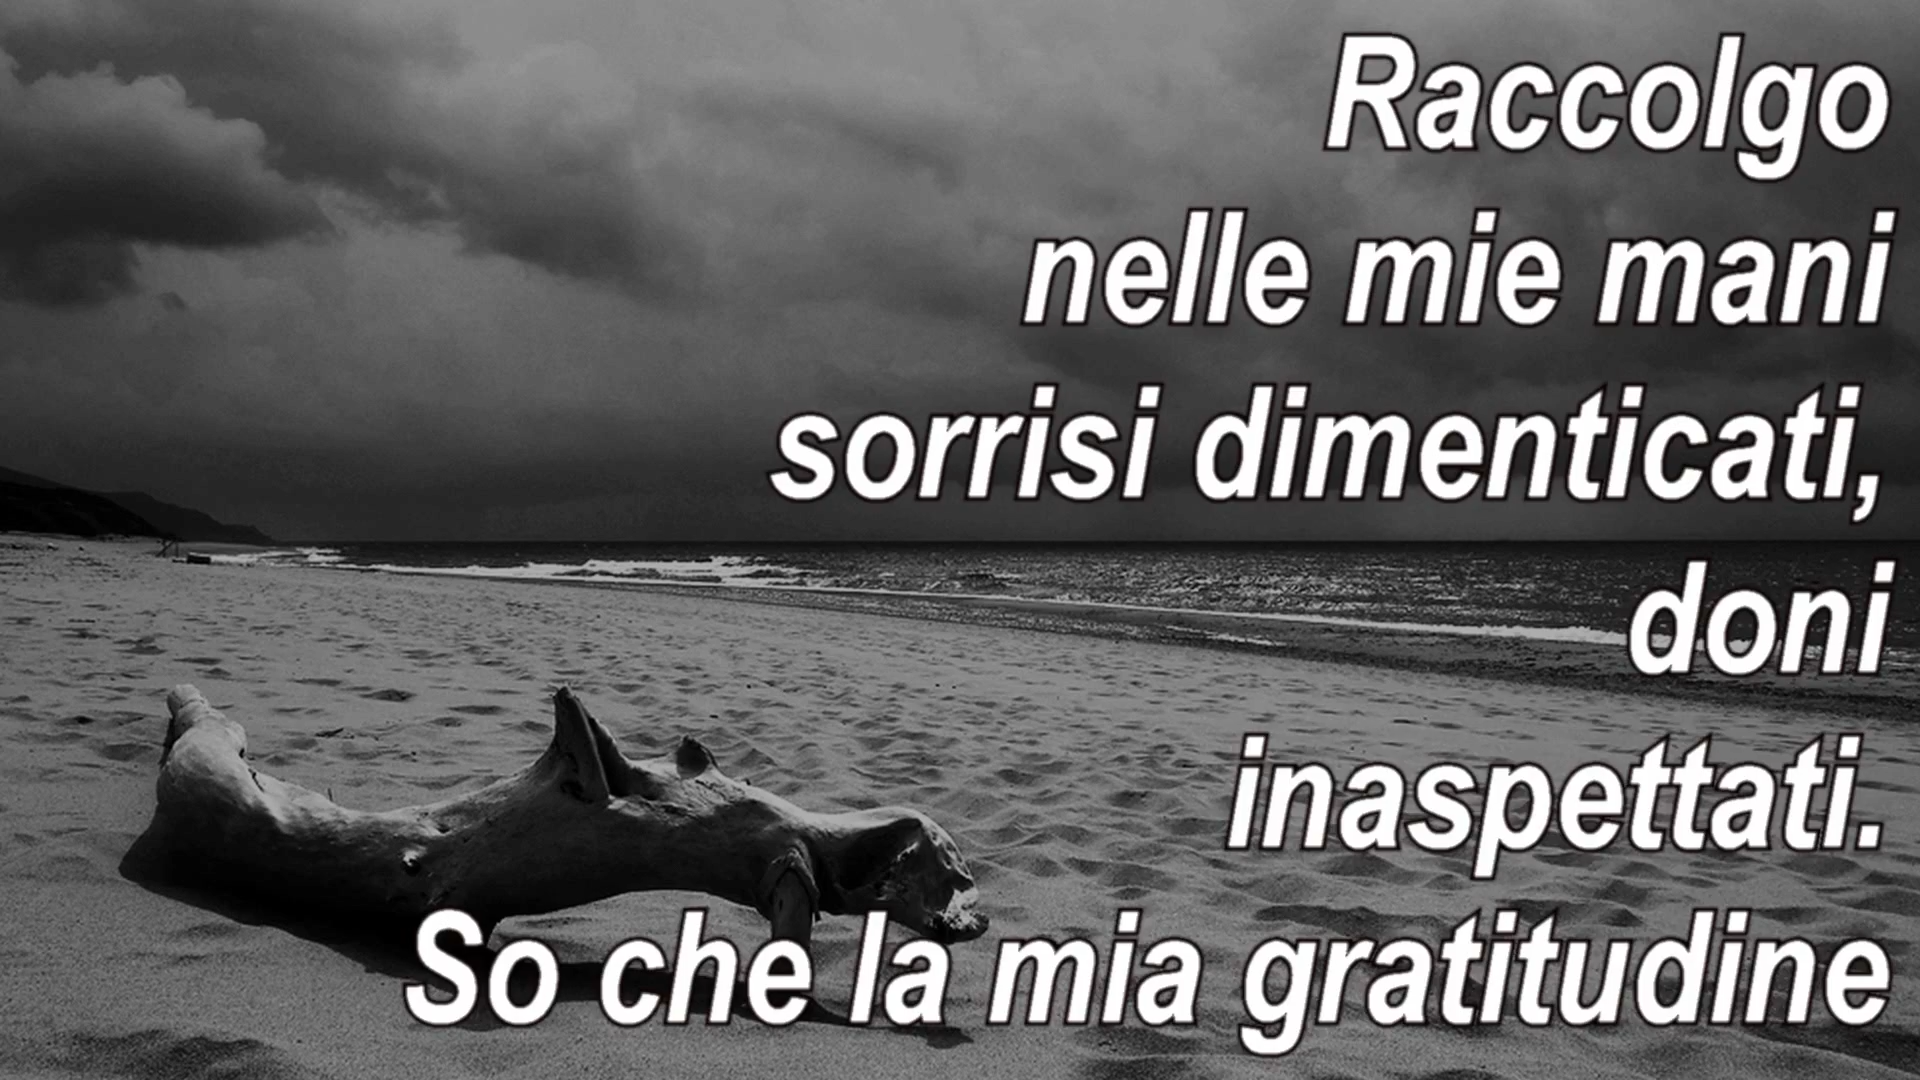 Raccolgo
nelle mie mani
sorrisi dimenticati,
doni
inaspettati.
So che la mia gratitudine